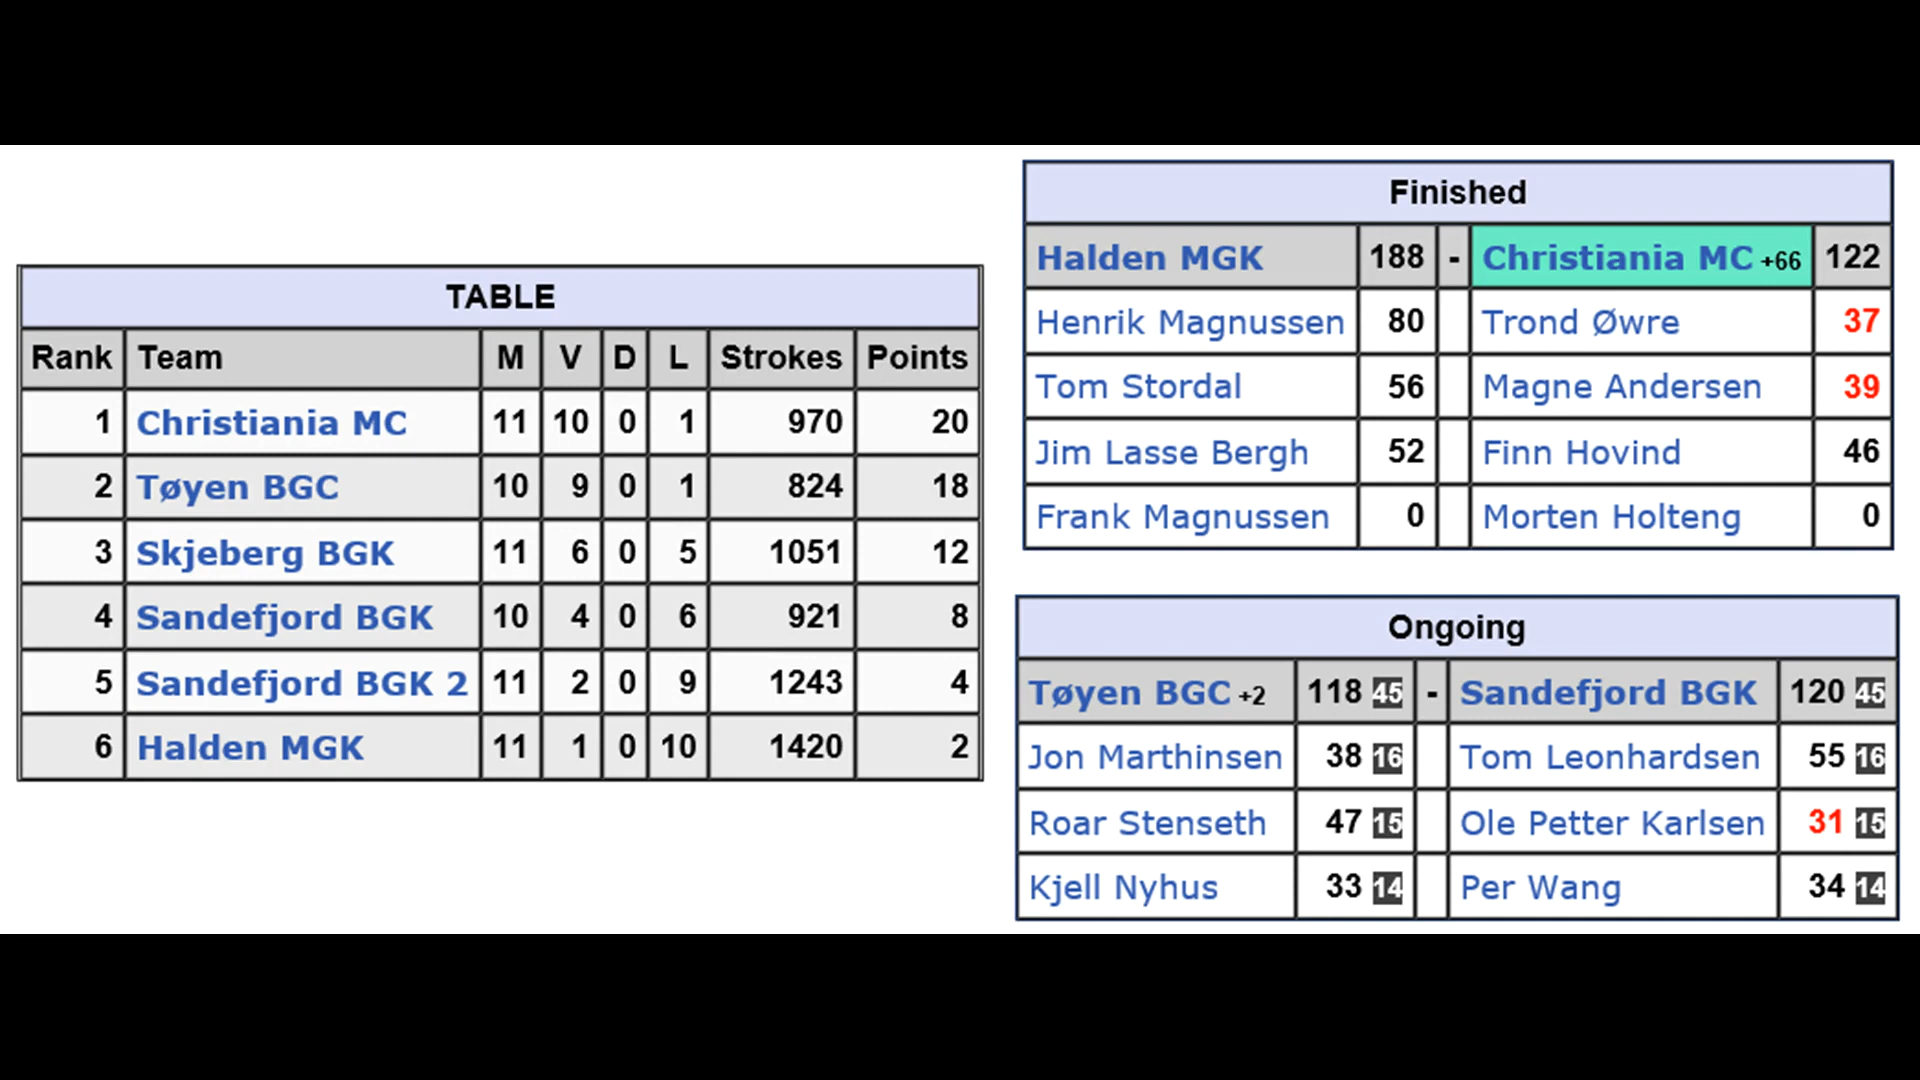 TABLE
Rank Team M V D L Strokes Points
1 Christiania MC 11 10 0 1 970 20
2 Tøyen BGC 10 9 0 1 824 18
3 Skjeberg BGK 11 6 0 5 1051 12
4 Sandefjord BGK 10 4 0 6 921 8
5 Sandefjord BGK 2 11 2 0 9 1243 4
6 Halden MGK 11 1 0 10 1420 2
Finished
Halden MGK 188 - Christiania MC +66 122
Henrik Magnussen 80 Trond Øwre 37
Tom Stordal 56 Magne Andersen 39
Jim Lasse Bergh 52 Finn Hovind 46
Frank Magnussen 0 Morten Holteng 0
Ongoing
Tøyen BGC +2 118 45 - Sandefjord BGK 120 45
Jon Marthinsen 38 16 Tom Leonhardsen 55 16
Roar Stenseth 47 15 Ole Petter Karlsen 31 15
Kjell Nyhus 33 14 Per Wang 34 14